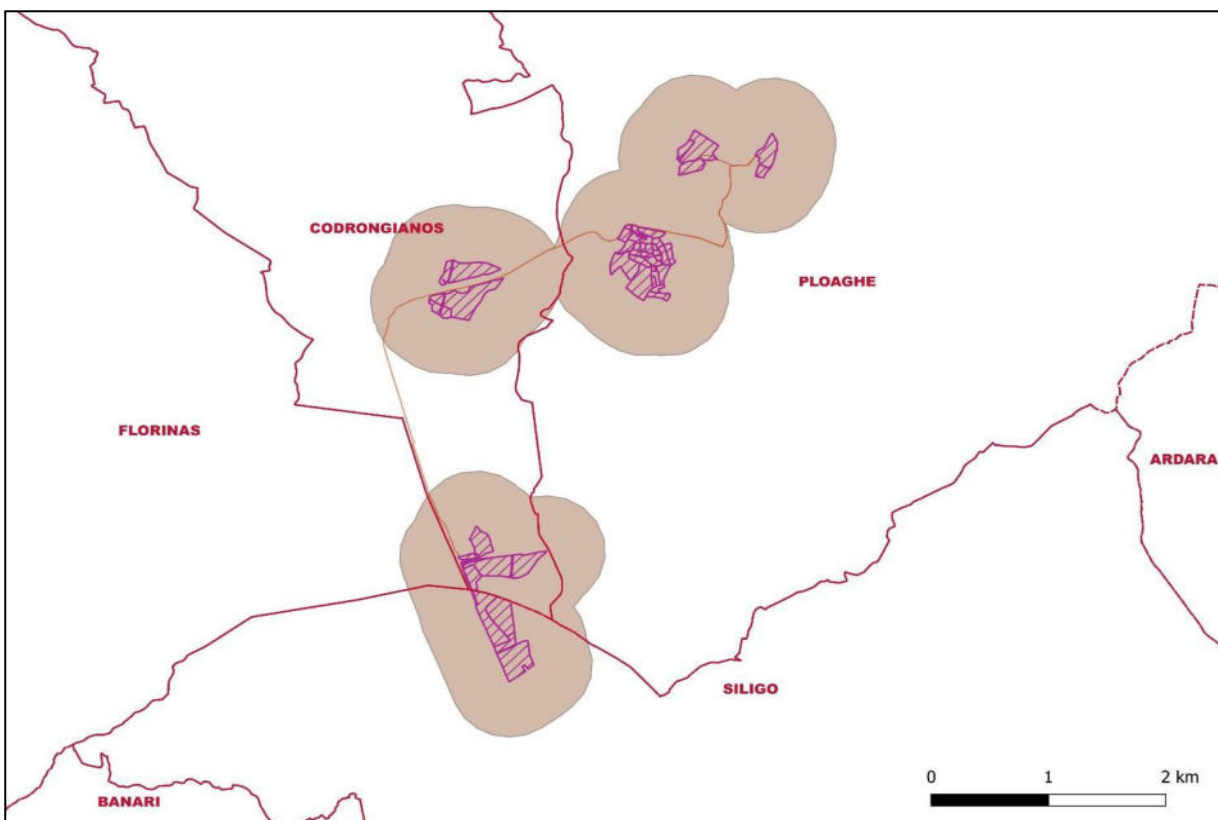 CODRONGIANOS
PLOAGHE
FLORINAS
ARDARA
SILIGO
BANARI
0 1 2 km